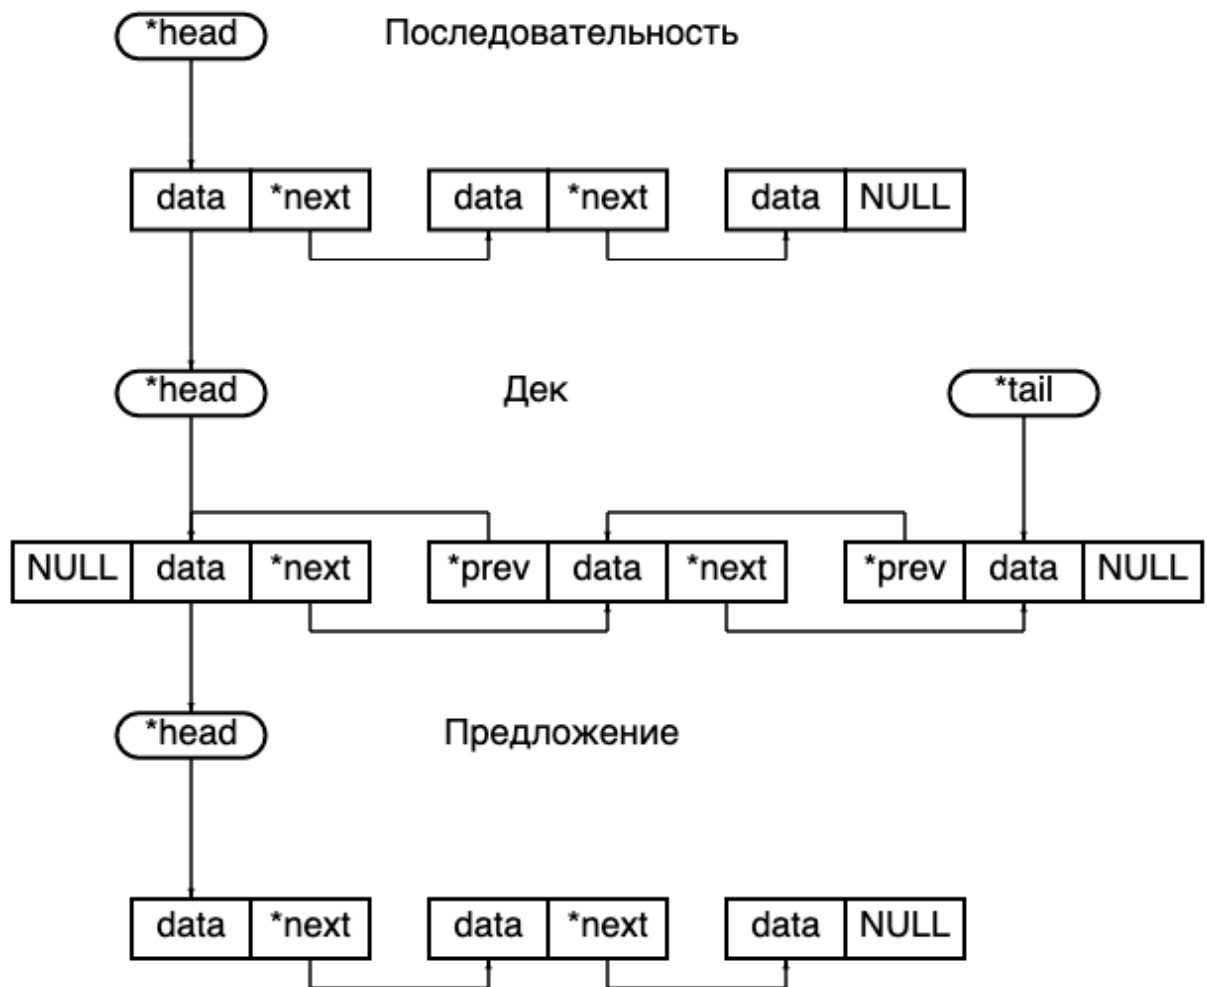 *head Последовательность
data *next data *next data NULL
*head Дек *tail
NULL data *next *prev data *next *prev data NULL
*head Предложение
data *next data *next data NULL